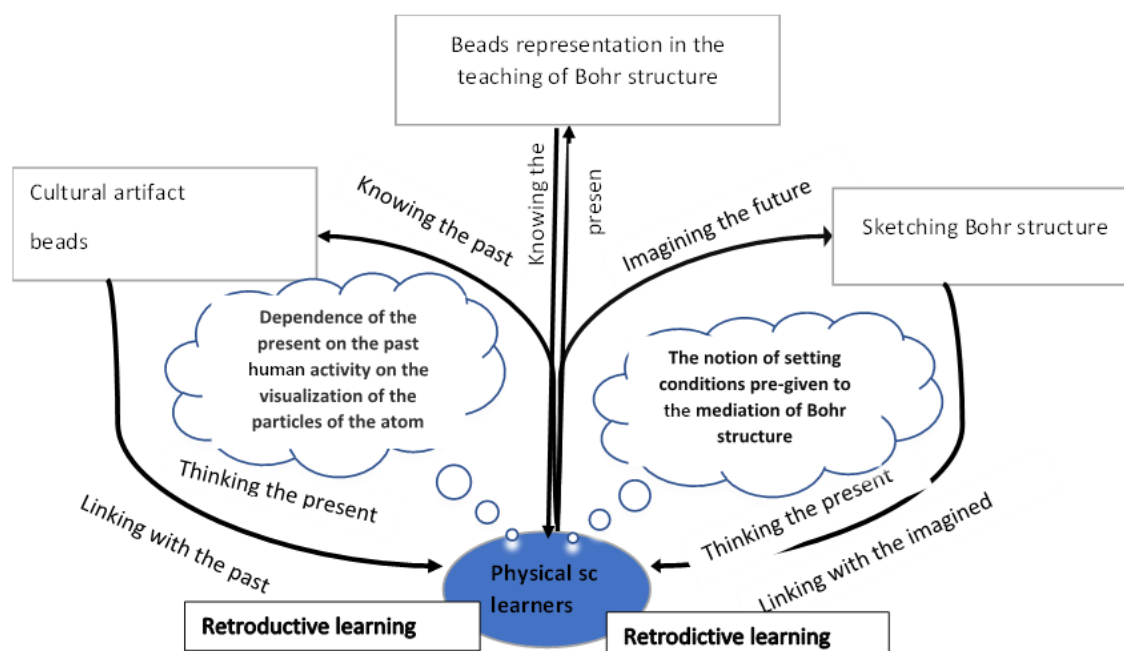 Beads representation in the
teaching of Bohr structure
Cultural artifact
beads
Knowing the past
Knowing the
presen
Imagining the future
Sketching Bohr structure
Dependence of the
present on the past
human activity on the
visualization of the
particles of the atom
The notion of setting
conditions pre-given to
the mediation of Bohr
structure
Thinking the present
Linking with the past
Thinking the present
Linking with the imagined
Physical sc
learners
Retroductive learning
Retrodictive learning